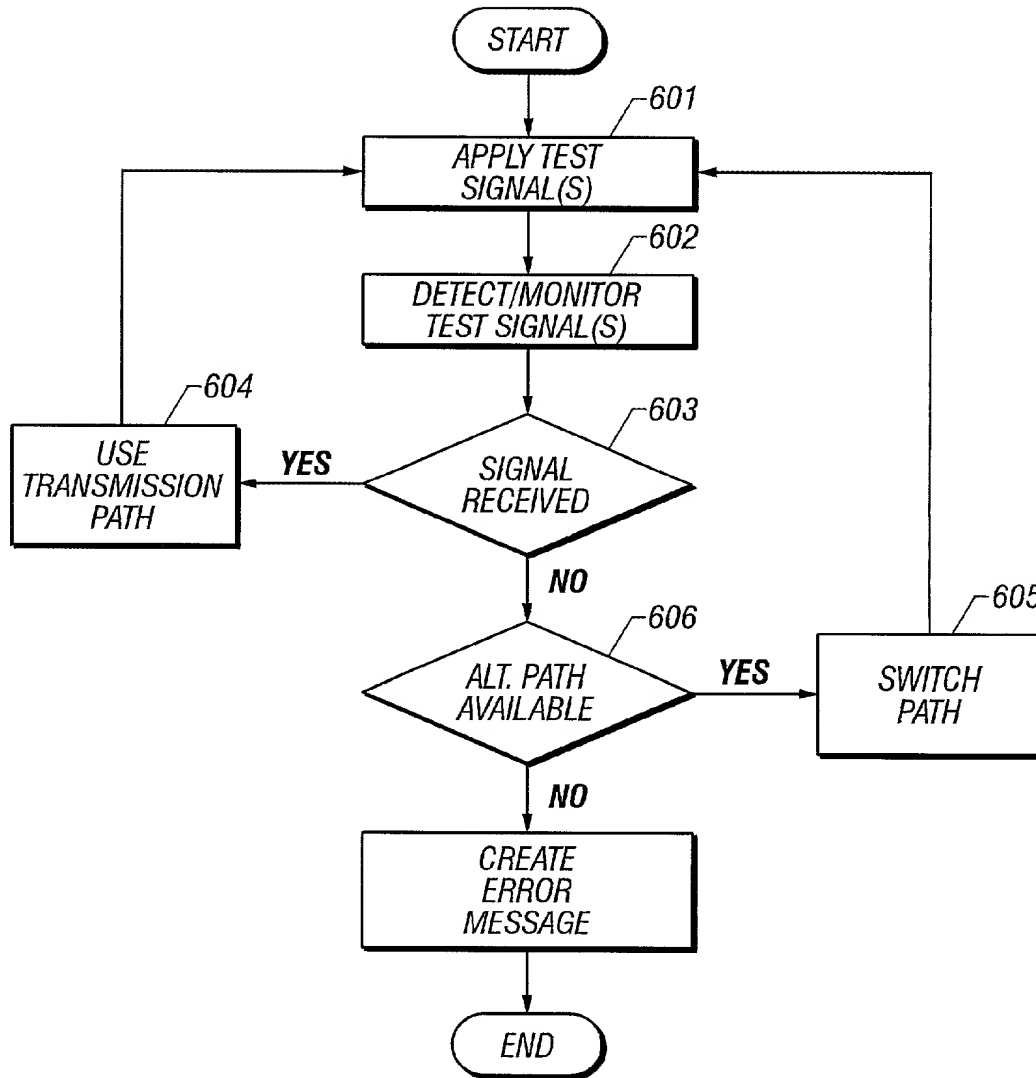 START
601
APPLY TEST
SIGNAL(S)
602
DETECT/MONITOR
TEST SIGNAL(S)
604
603
USE
TRANSMISSION
PATH
YES
SIGNAL
RECEIVED
NO
606
605
ALT. PATH
AVAILABLE
YES
SWITCH
PATH
NO
CREATE
ERROR
MESSAGE
END